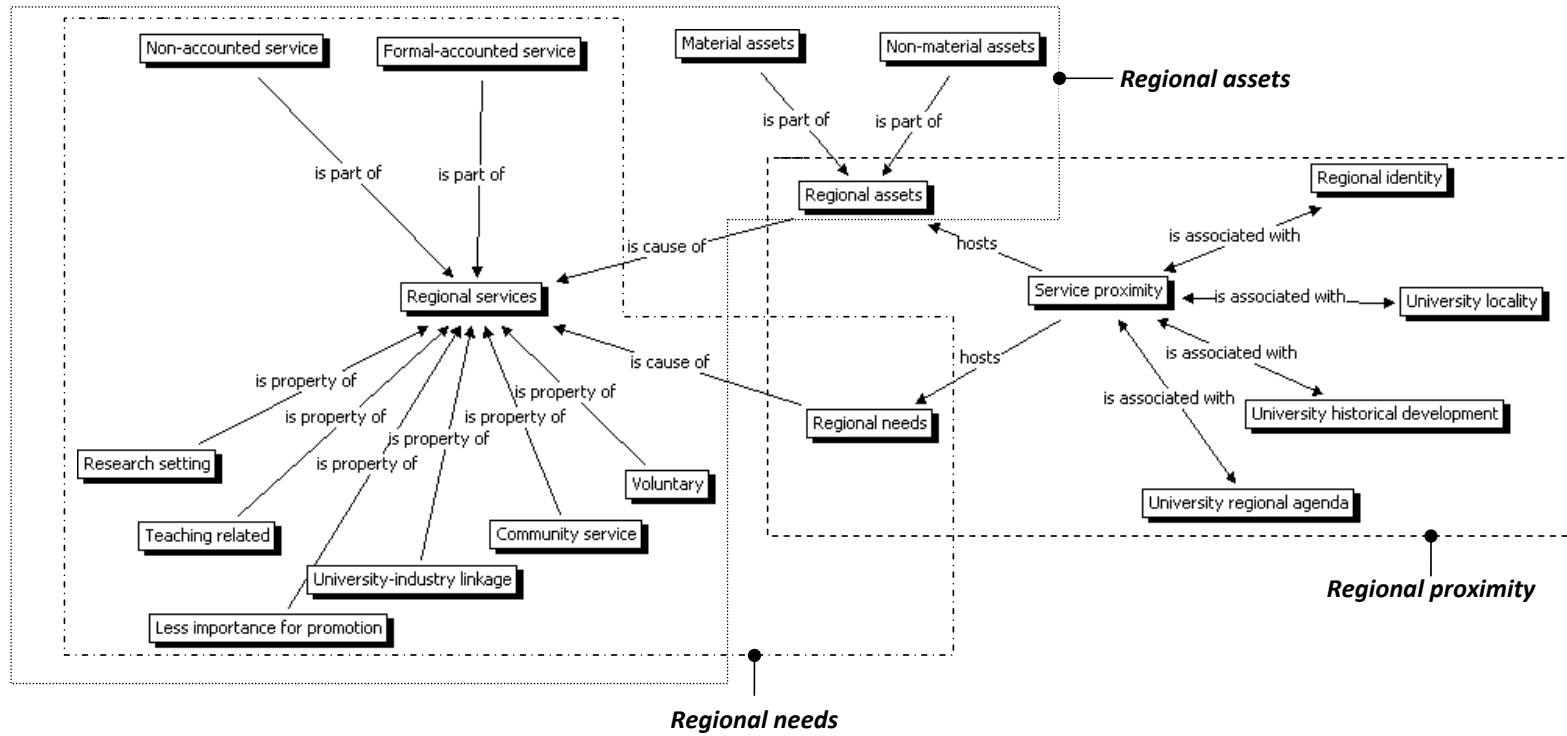 Non-accounted service
Formal-accounted service
Material assets
Non-material assets
Regional assets
is part of
is part of
is part of
is part of
Regional assets
Regional identity
is cause of
hosts
is associated with
Regional services
Service proximity
is associated with
University locality
is cause of
hosts
is associated with
is property of
is property of
is property of
is property of
is property of
is associated with
Regional needs
University historical development
Research setting
Voluntary
University regional agenda
Teaching related
Community service
University-industry linkage
Less importance for promotion
Regional proximity
Regional needs